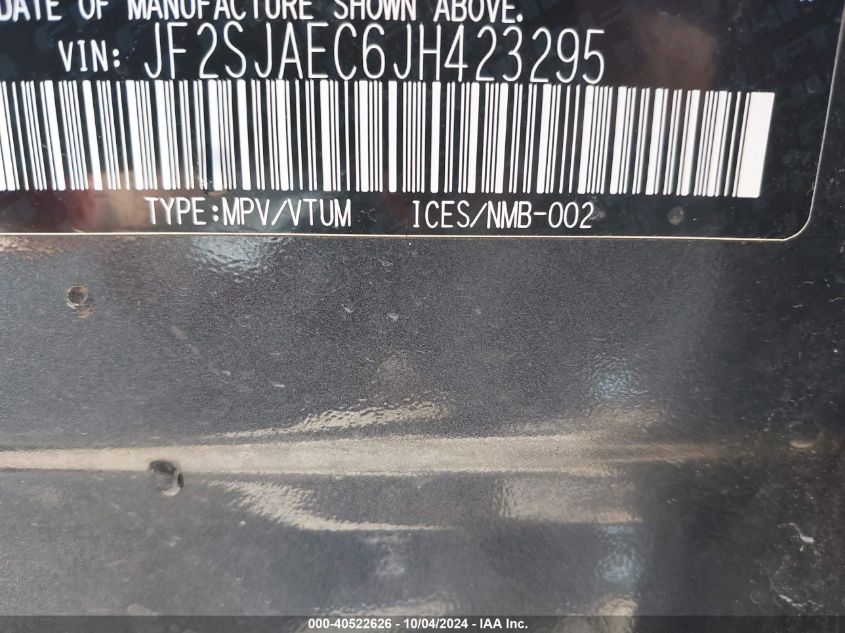 DATE OF MANUFACTURE SHOWN ABOVE.
VIN: JF2SJAEC6JH423295
TYPE:MPV/VTUM ICES/NMB-002
000-40522626 - 10/04/2024 - IAA Inc.